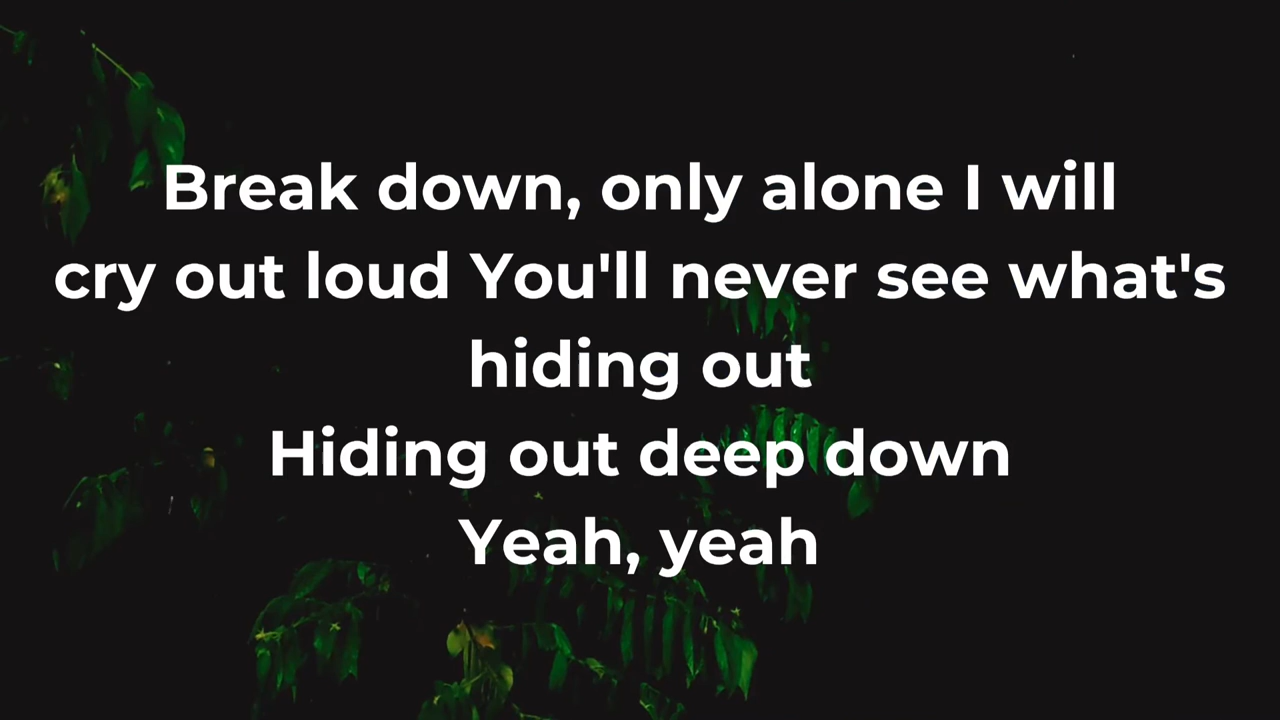 Break down, only alone I will
cry out loud You'll never see what's
hiding out
Hiding out deep down
Yeah, yeah